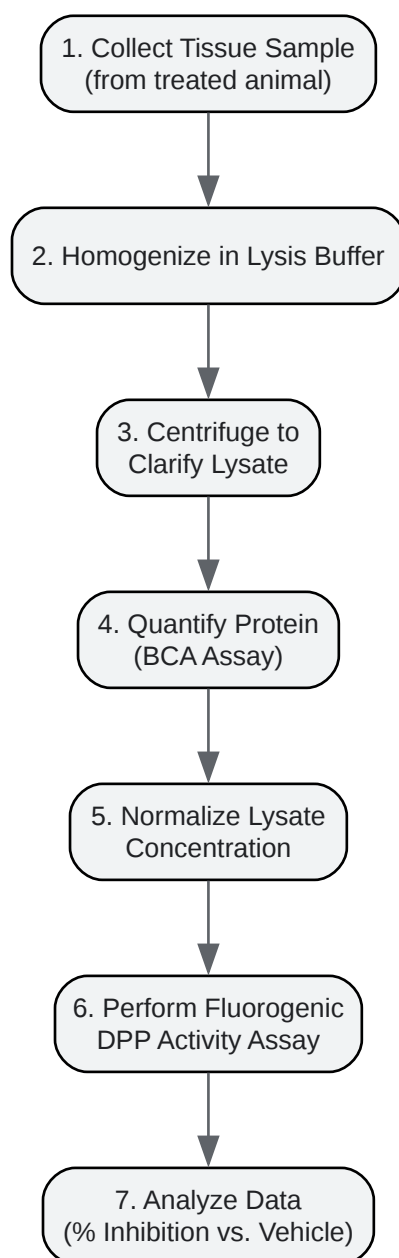 1. Collect Tissue Sample
(from treated animal)
2. Homogenize in Lysis Buffer
3. Centrifuge to
Clarify Lysate
4. Quantify Protein
(BCA Assay)
5. Normalize Lysate
Concentration
6. Perform Fluorogenic
DPP Activity Assay
7. Analyze Data
(% Inhibition vs. Vehicle)